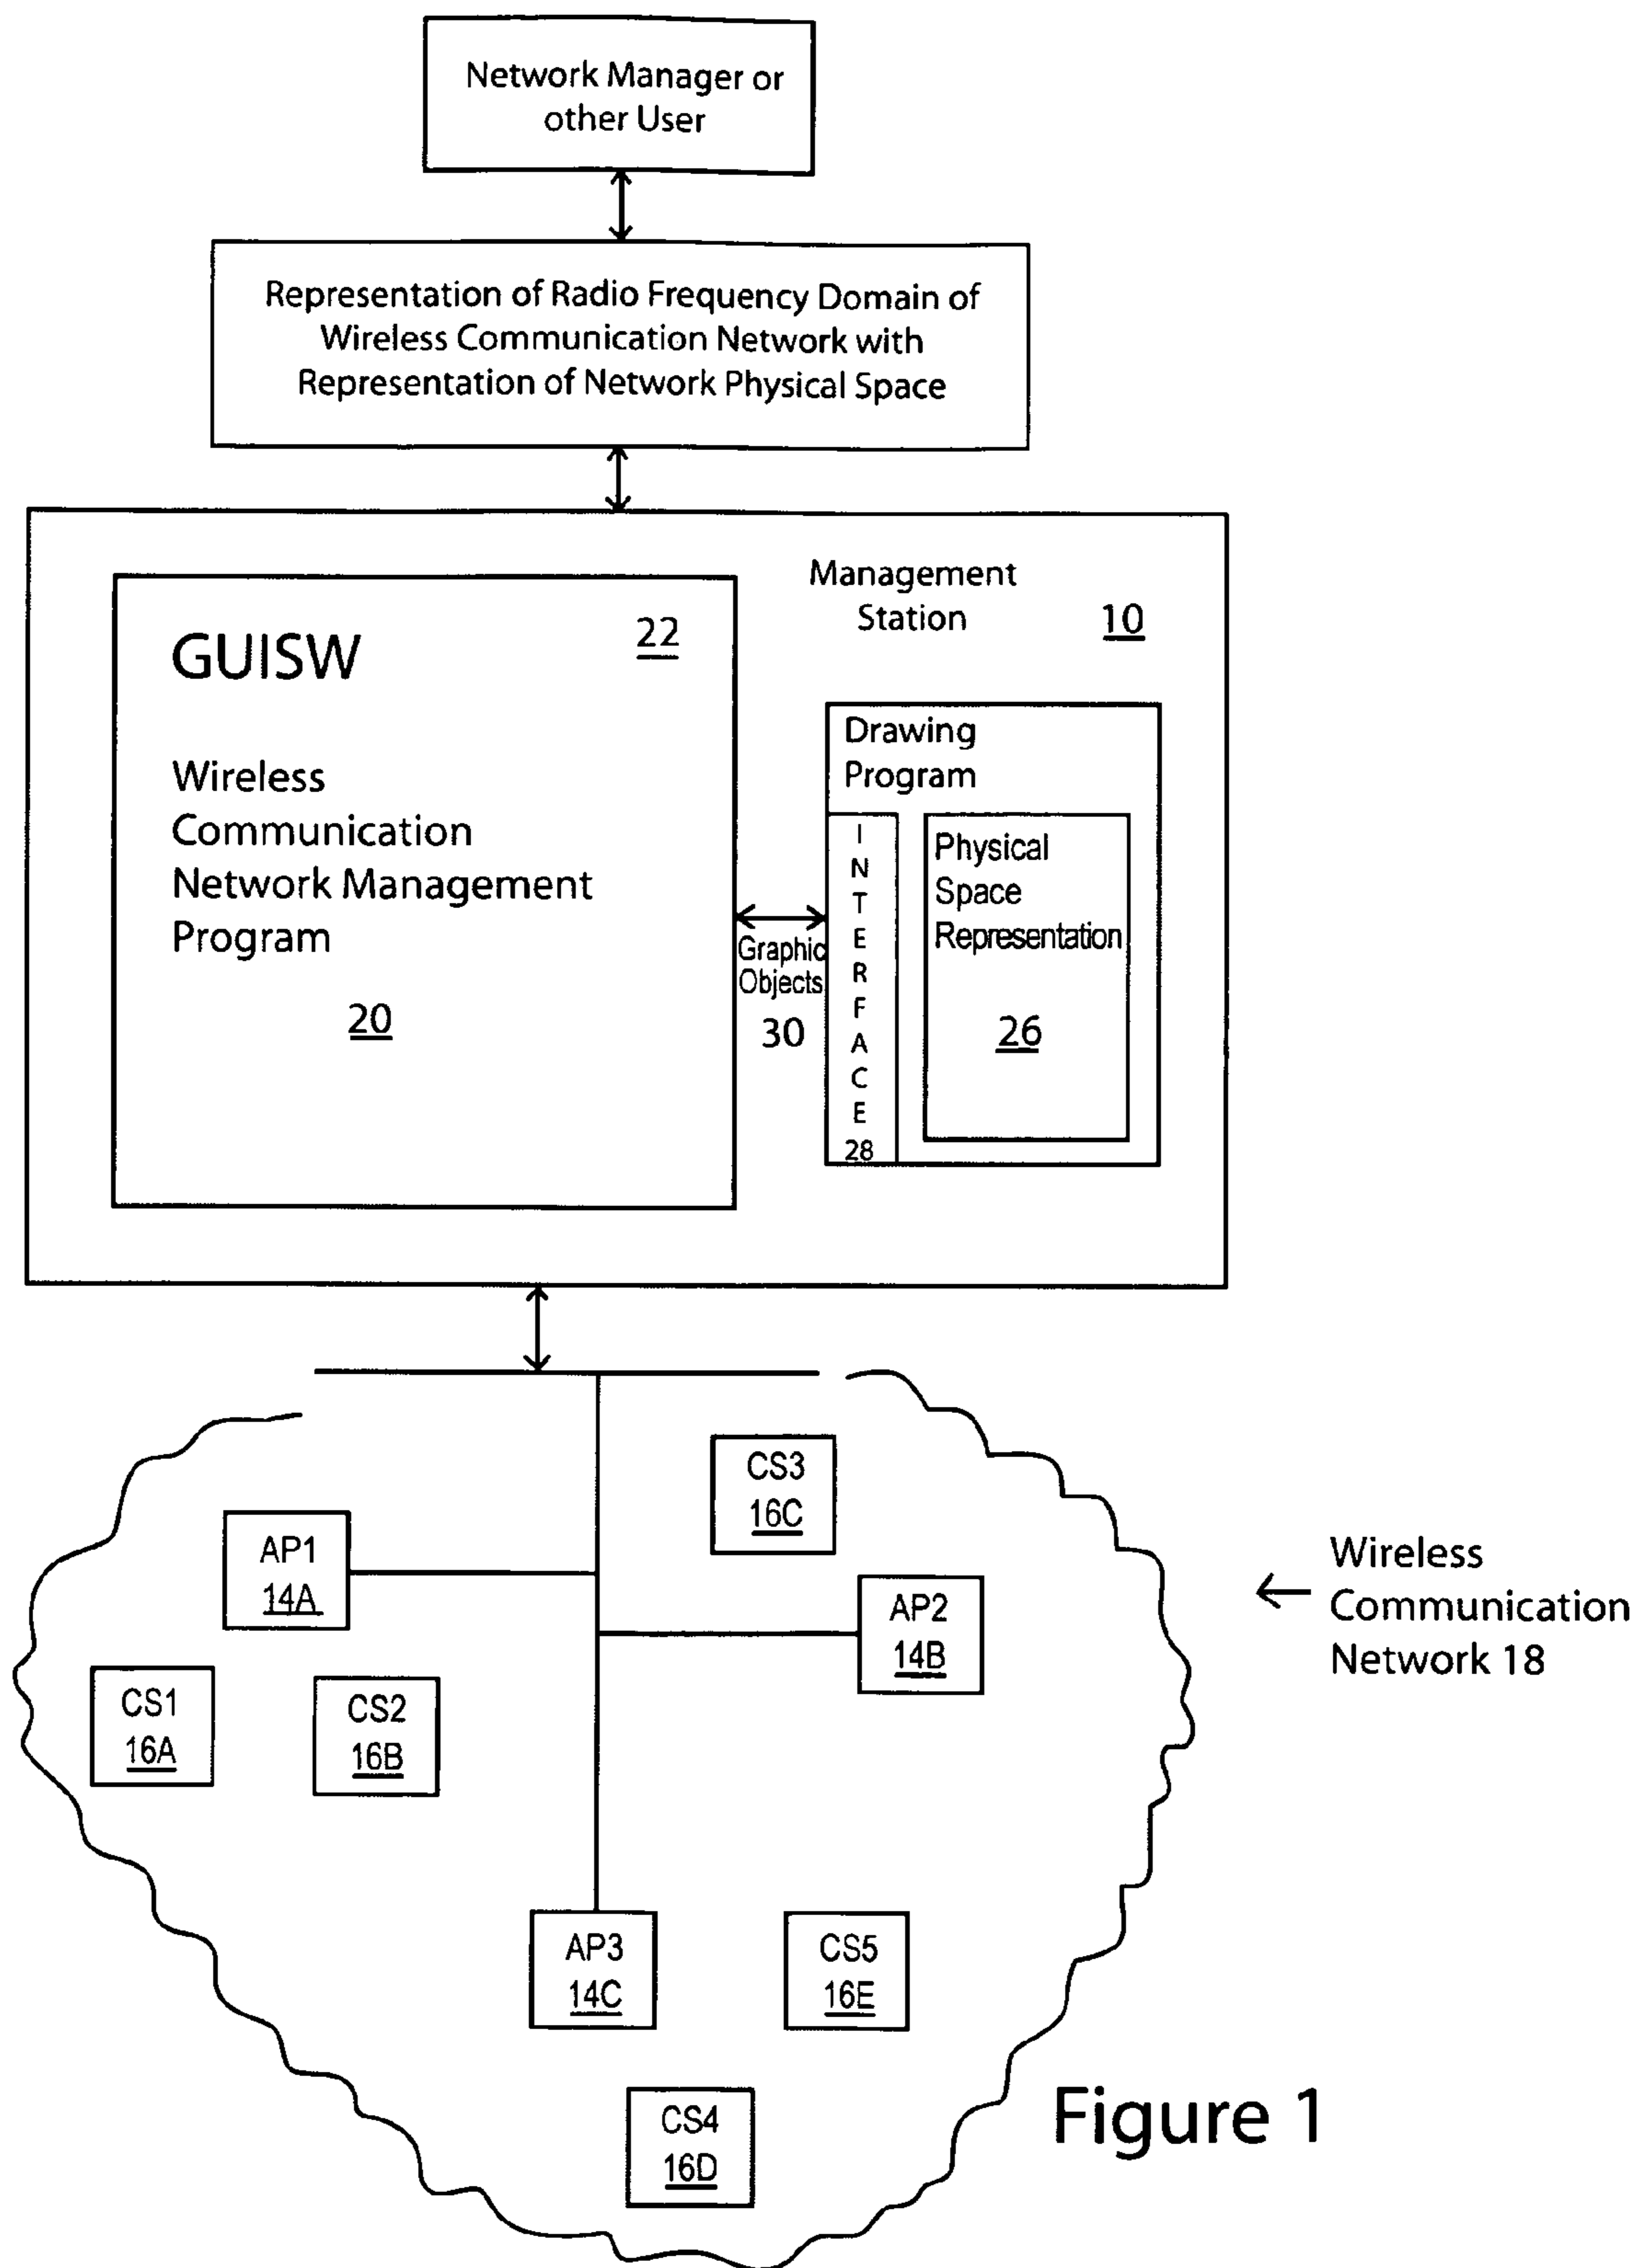 Network Manager or
other User
Representation of Radio Frequency Domain of
Wireless Communication Network with
Representation of Network Physical Space
Management
Station
10
GUISW
22
Wireless
Communication
Network Management
Program
20
Graphic
Objects
30
Drawing
Program
I
N
T
E
R
F
A
C
E
28
Physical
Space
Representation
26
CS3
16C
AP1
14A
AP2
14B
Wireless
Communication
Network 18
CS1
16A
CS2
16B
AP3
14C
CS5
16E
CS4
16D
Figure 1